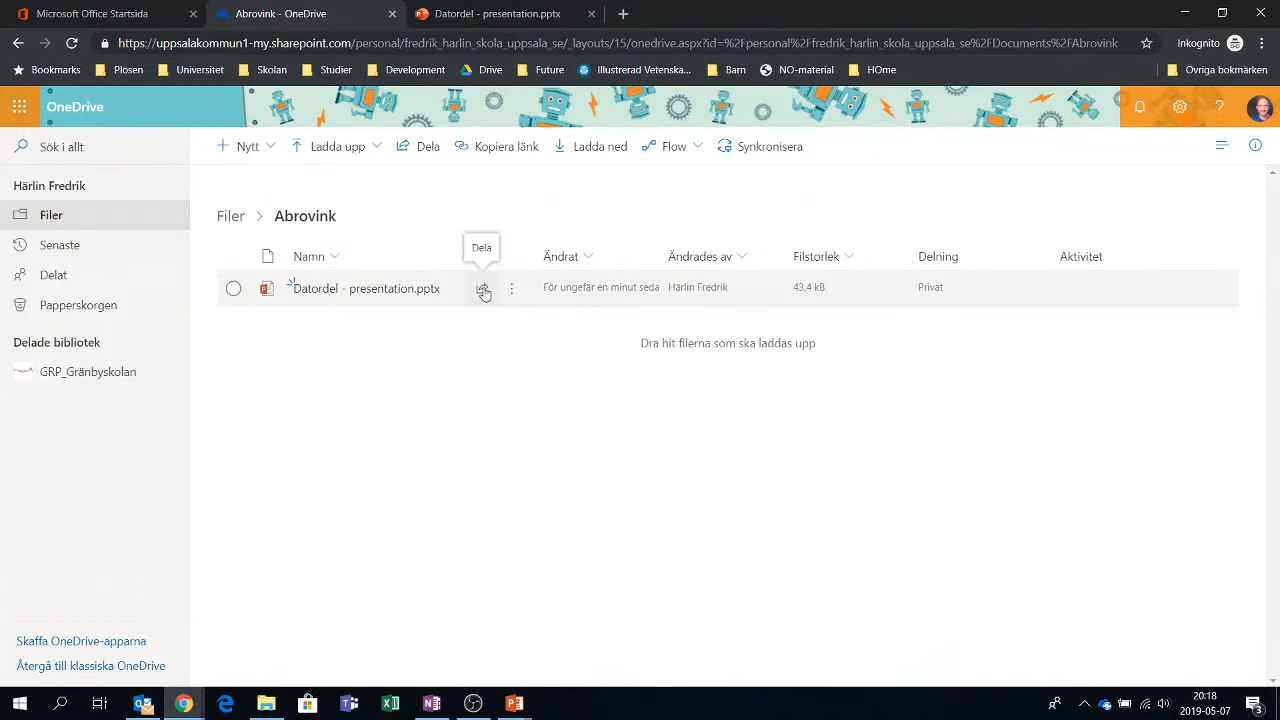 Microsoft Office Startsida
Abrovink - OneDrive
Datordel - presentation.pptx
https://uppsalakommun1-my.sharepoint.com/personal/fredrik_harlin_skola_uppsala_se/_layouts/15/onedrive.aspx?id=%2Fpersonal%2Ffredrik_harlin_skola_uppsala_se%2FDocuments%2FAbrovink
Inkognito
Bookmarks
Plösen
Universitet
Skolan
Studier
Development
Drive
Future
Illustrerad Vetenska...
Barn
NO-material
HOme
Övriga bokmärken
OneDrive
Sök i allt
Nytt
Ladda upp
Dela
Kopiera länk
Ladda ned
Flow
Synkronisera
Härlin Fredrik
Filer
Senaste
Delat
Papperskorgen
Delade bibliotek
GRP_Gränbyskolan
Filer > Abrovink
Dela
Namn
Ändrat
Ändrades av
Filstorlek
Delning
Aktivitet
Datordel - presentation.pptx
För ungefär en minut seda
Härlin Fredrik
43,4 kB
Privat
Dra hit filerna som ska laddas upp
Skaffa OneDrive-apparna
Återgå till klassiska OneDrive
20:18
2019-05-07
3